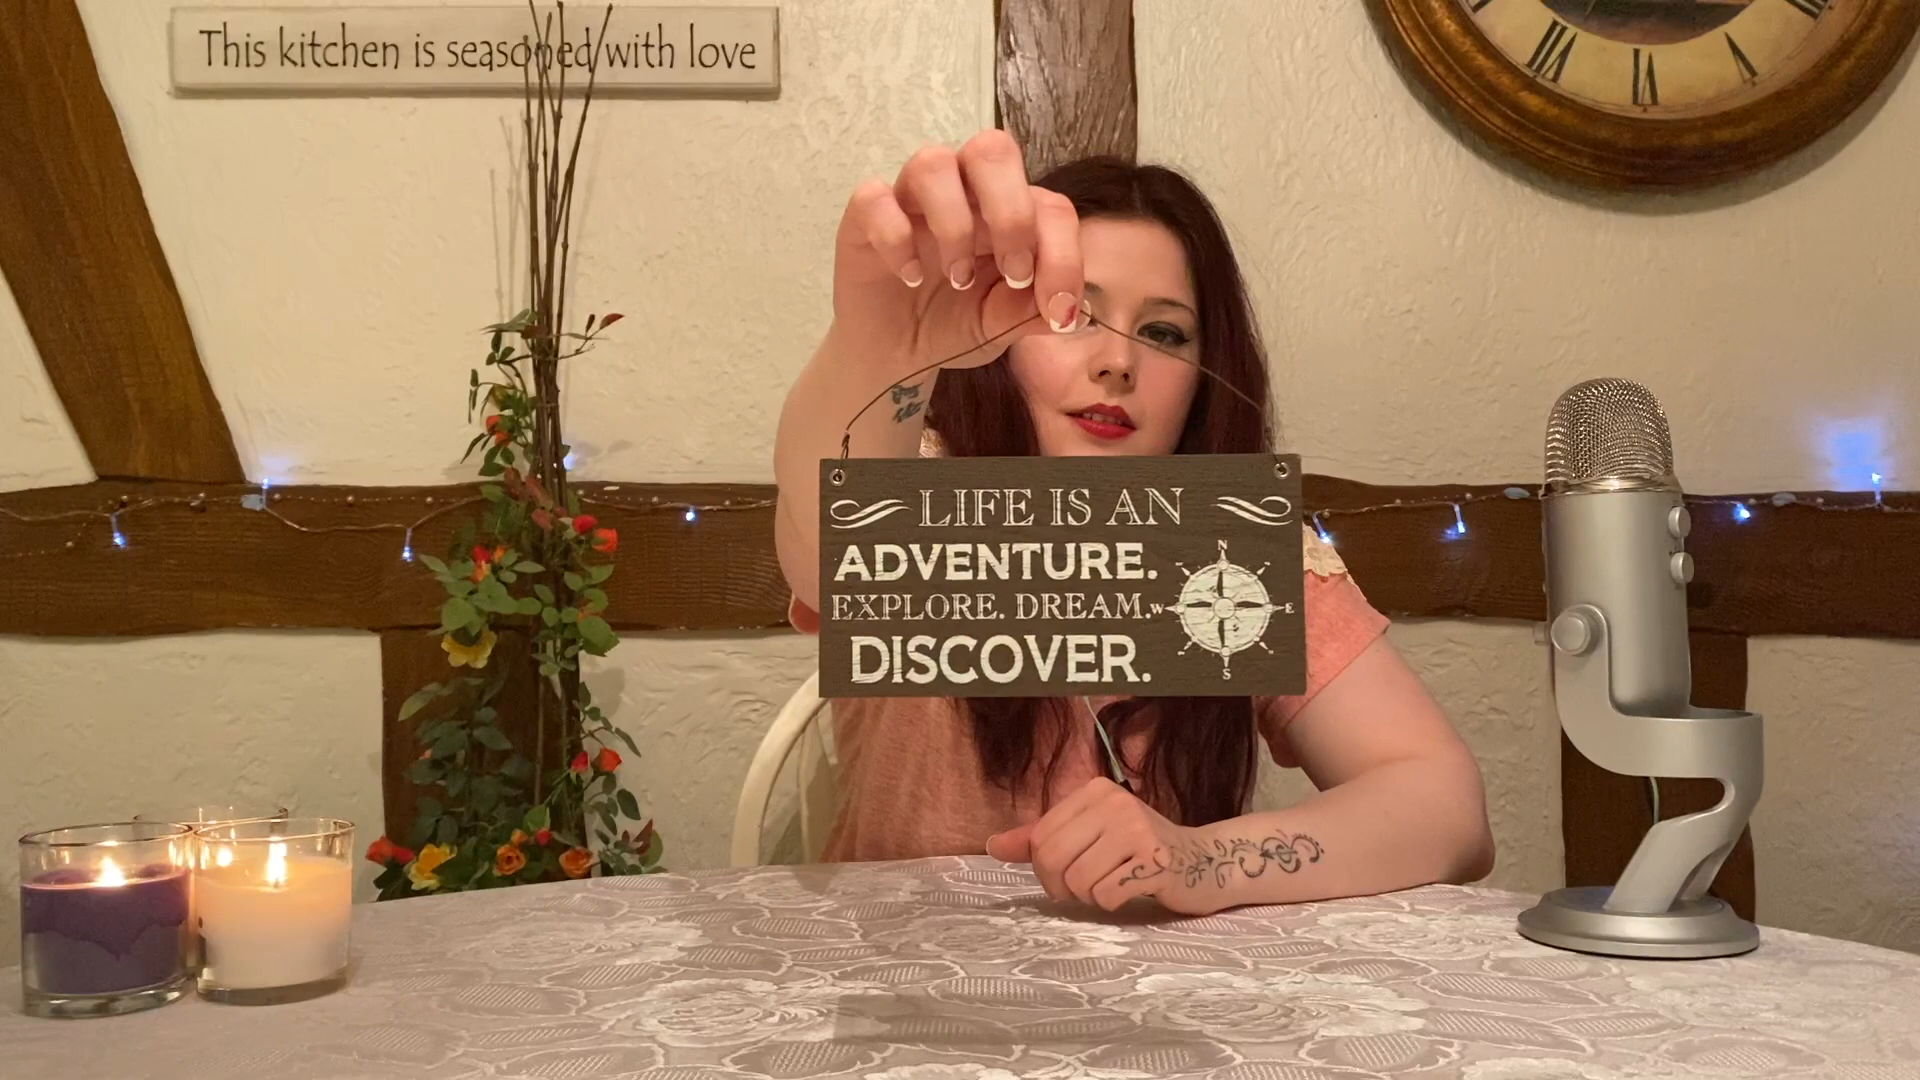 This kitchen is seasoned with love
LIFE IS AN
ADVENTURE.
EXPLORE. DREAM.
DISCOVER.
N
W
E
S